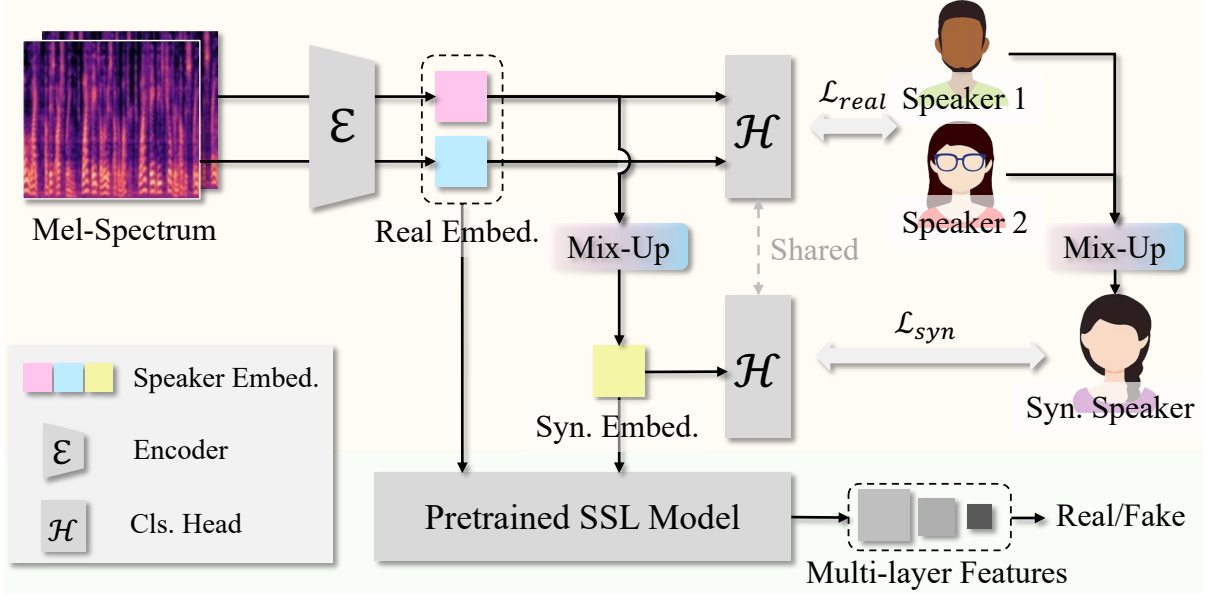 Mel-Spectrum
ℰ
Real Embed.
ℋ
ℒ_real
Speaker 1
Speaker 2
Mix-Up
Shared
Mix-Up
ℋ
ℒ_syn
Syn. Embed.
Syn. Speaker
Speaker Embed.
ℰ
Encoder
ℋ
Cls. Head
Pretrained SSL Model
Real/Fake
Multi-layer Features